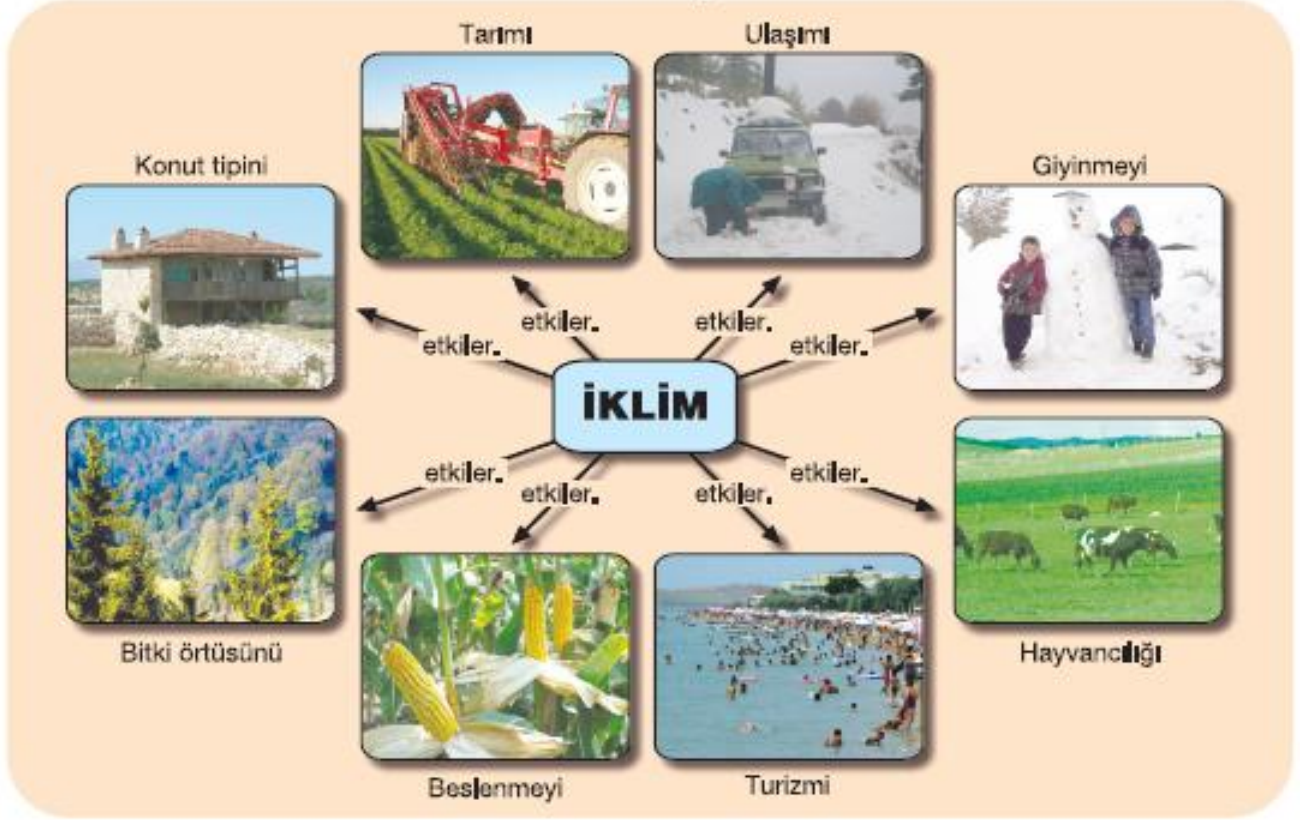 Tarımı
Ulaşımı
Konut tipini
Giyinmeyi
etkiler.
etkiler.
etkiler.
etkiler.
İKLİM
etkiler.
etkiler.
etkiler.
etkiler.
Bitki örtüsünü
Hayvancılığı
Beslenmeyi
Turizmi